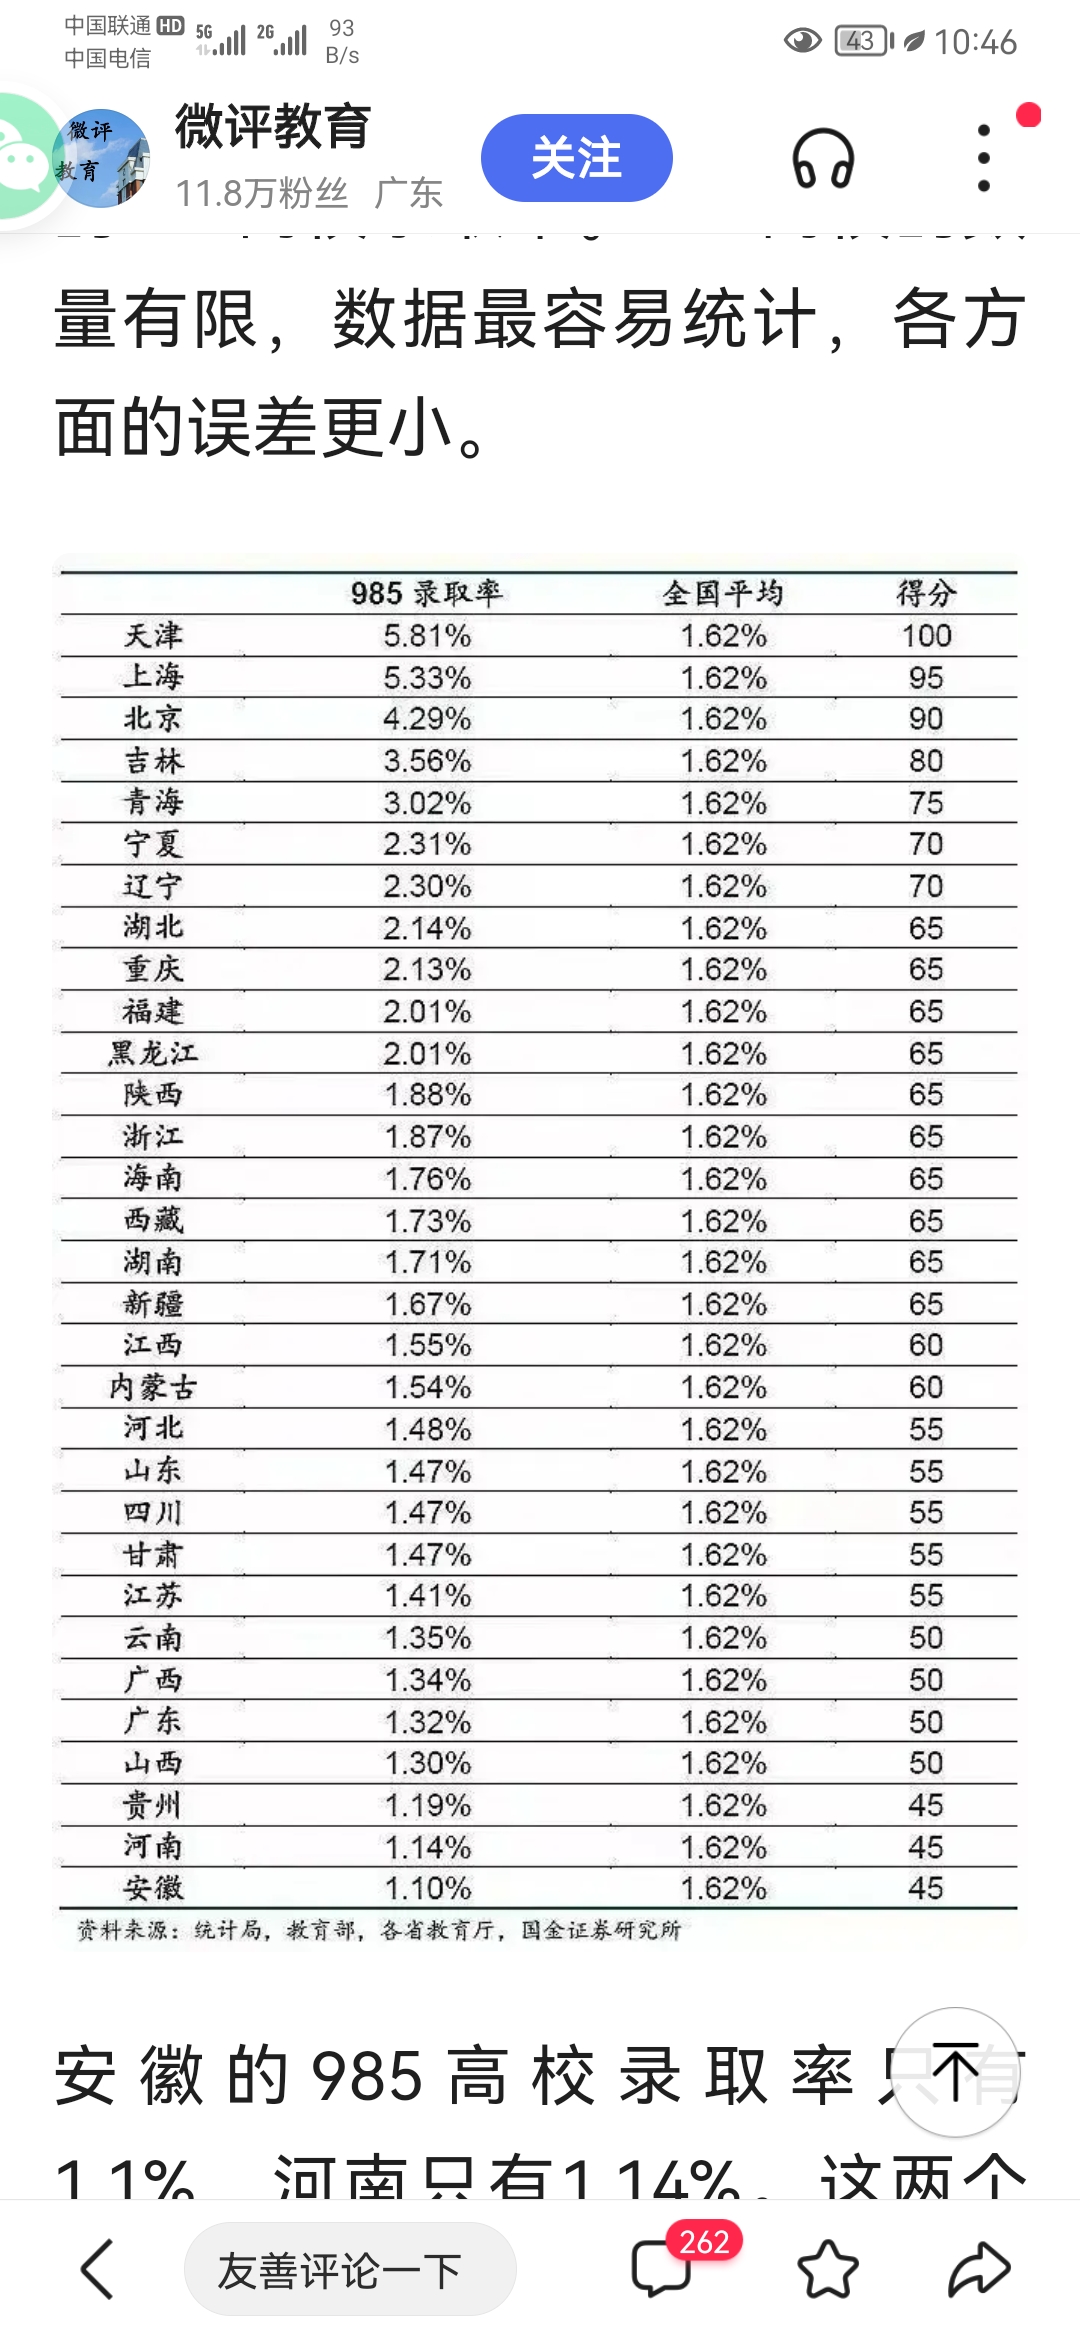 中国联通 HD 5G 2G 93 43 10:46
中国电信 B/s
微评
教育
微评教育
11.8万粉丝 广东
关注
量有限，数据最容易统计，各方
面的误差更小。
985 录取率 全国平均 得分
天津 5.81% 1.62% 100
上海 5.33% 1.62% 95
北京 4.29% 1.62% 90
吉林 3.56% 1.62% 80
青海 3.02% 1.62% 75
宁夏 2.31% 1.62% 70
辽宁 2.30% 1.62% 70
湖北 2.14% 1.62% 65
重庆 2.13% 1.62% 65
福建 2.01% 1.62% 65
黑龙江 2.01% 1.62% 65
陕西 1.88% 1.62% 65
浙江 1.87% 1.62% 65
海南 1.76% 1.62% 65
西藏 1.73% 1.62% 65
湖南 1.71% 1.62% 65
新疆 1.67% 1.62% 65
江西 1.55% 1.62% 60
内蒙古 1.54% 1.62% 60
河北 1.48% 1.62% 55
山东 1.47% 1.62% 55
四川 1.47% 1.62% 55
甘肃 1.47% 1.62% 55
江苏 1.41% 1.62% 55
云南 1.35% 1.62% 50
广西 1.34% 1.62% 50
广东 1.32% 1.62% 50
山西 1.30% 1.62% 50
贵州 1.19% 1.62% 45
河南 1.14% 1.62% 45
安徽 1.10% 1.62% 45
资料来源：统计局，教育部，各省教育厅，国金证券研究所
安徽的985高校录取率只有
1.1%，河南只有1.14%。这两个
友善评论一下
262